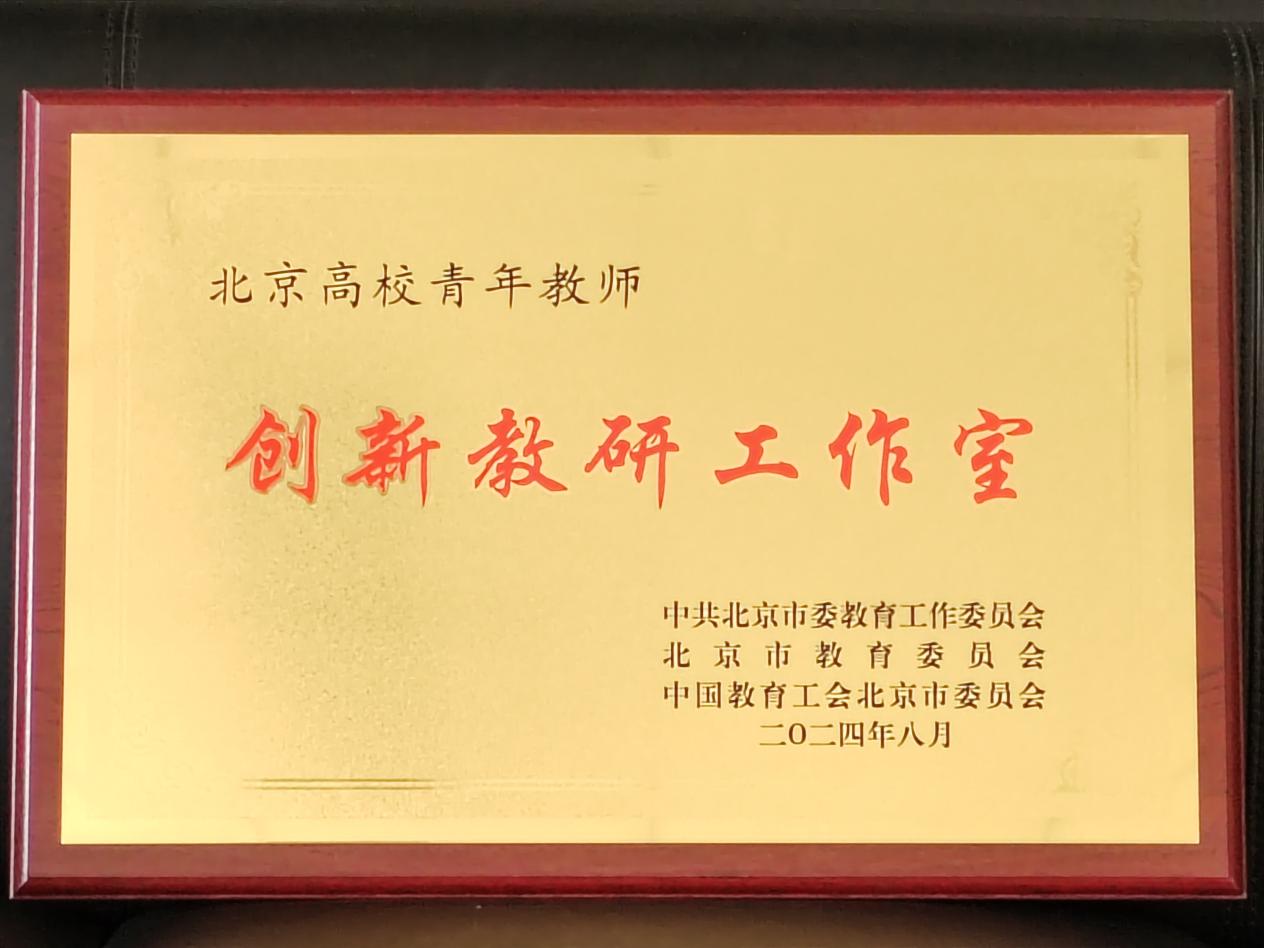 北京高校青年教师
创新教研工作室
中共北京市委教育工作委员会
北京市教育委员会
中国教育工会北京市委员会
二〇二四年八月